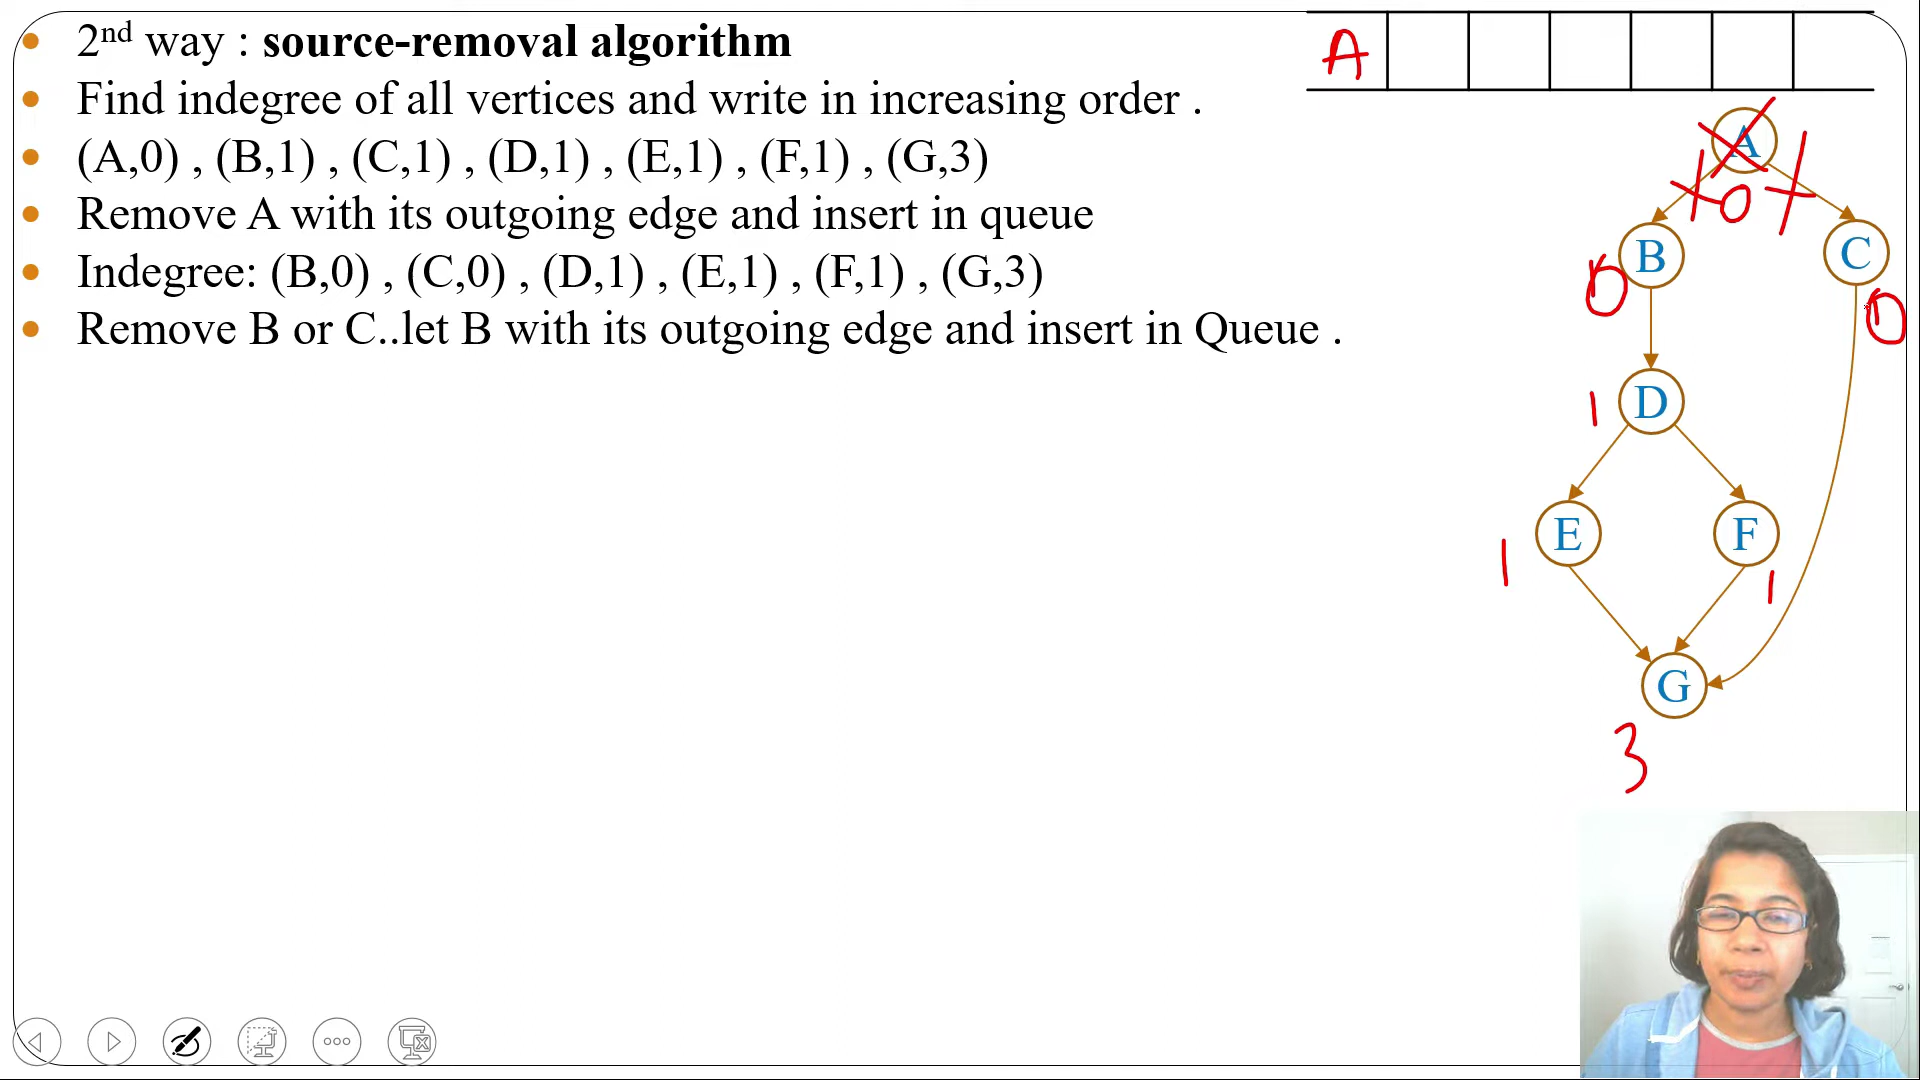 2nd way : source-removal algorithm
Find indegree of all vertices and write in increasing order .
(A,0) , (B,1) , (C,1) , (D,1) , (E,1) , (F,1) , (G,3)
Remove A with its outgoing edge and insert in queue
Indegree: (B,0) , (C,0) , (D,1) , (E,1) , (F,1) , (G,3)
Remove B or C..let B with its outgoing edge and insert in Queue .
A
A
0
B
0
C
0
D
1
E
1
F
1
G
3